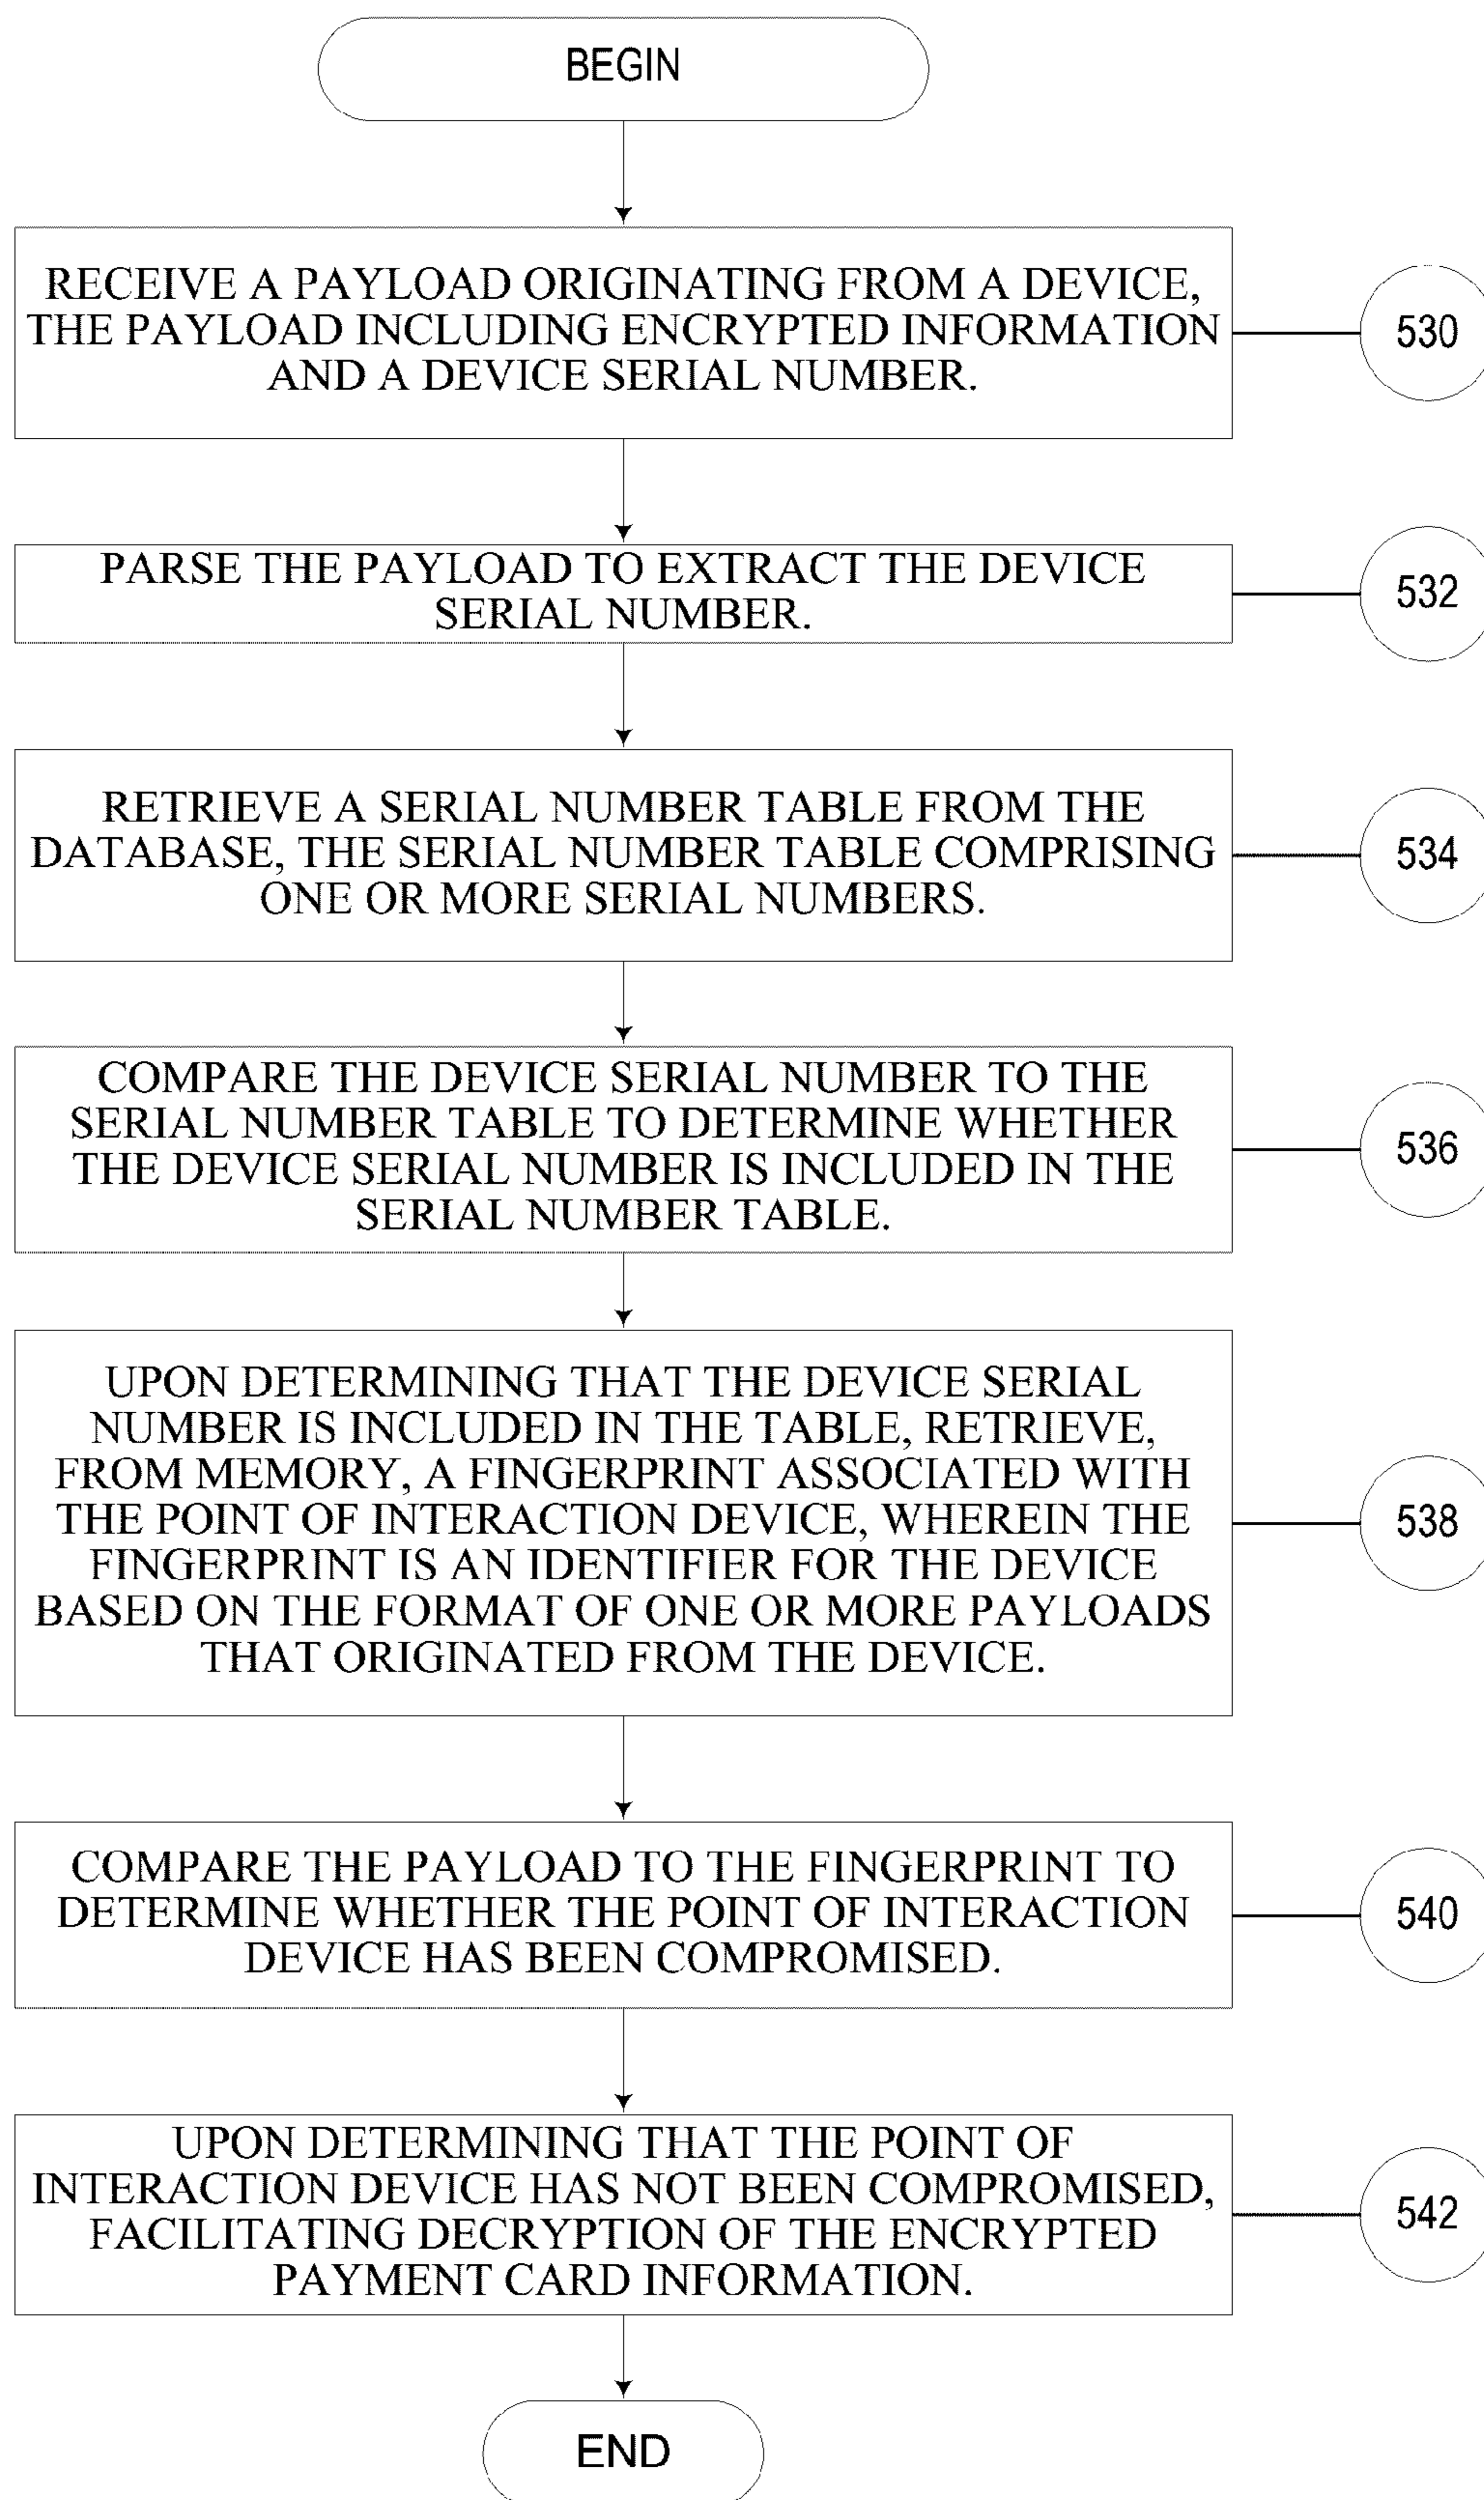 BEGIN
RECEIVE A PAYLOAD ORIGINATING FROM A DEVICE,
THE PAYLOAD INCLUDING ENCRYPTED INFORMATION
AND A DEVICE SERIAL NUMBER.
530
PARSE THE PAYLOAD TO EXTRACT THE DEVICE
SERIAL NUMBER.
532
RETRIEVE A SERIAL NUMBER TABLE FROM THE
DATABASE, THE SERIAL NUMBER TABLE COMPRISING
ONE OR MORE SERIAL NUMBERS.
534
COMPARE THE DEVICE SERIAL NUMBER TO THE
SERIAL NUMBER TABLE TO DETERMINE WHETHER
THE DEVICE SERIAL NUMBER IS INCLUDED IN THE
SERIAL NUMBER TABLE.
536
UPON DETERMINING THAT THE DEVICE SERIAL
NUMBER IS INCLUDED IN THE TABLE, RETRIEVE,
FROM MEMORY, A FINGERPRINT ASSOCIATED WITH
THE POINT OF INTERACTION DEVICE, WHEREIN THE
FINGERPRINT IS AN IDENTIFIER FOR THE DEVICE
BASED ON THE FORMAT OF ONE OR MORE PAYLOADS
THAT ORIGINATED FROM THE DEVICE.
538
COMPARE THE PAYLOAD TO THE FINGERPRINT TO
DETERMINE WHETHER THE POINT OF INTERACTION
DEVICE HAS BEEN COMPROMISED.
540
UPON DETERMINING THAT THE POINT OF
INTERACTION DEVICE HAS NOT BEEN COMPROMISED,
FACILITATING DECRYPTION OF THE ENCRYPTED
PAYMENT CARD INFORMATION.
542
END